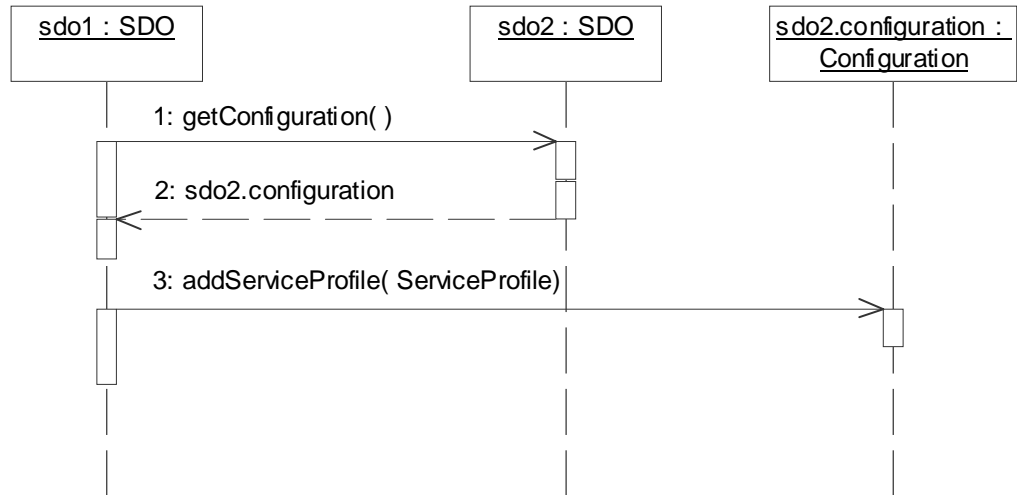 sdo1 : SDO
sdo2 : SDO
sdo2.configuration :
Configuration
1: getConfiguration( )
2: sdo2.configuration
3: addServiceProfile( ServiceProfile)